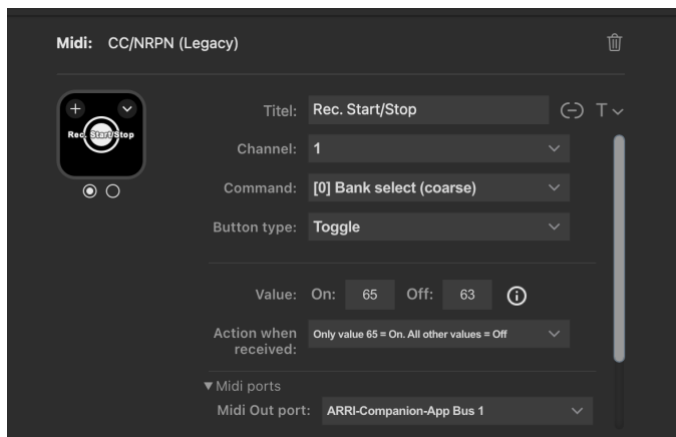 Midi: CC/NRPN (Legacy)
Rec. Start/Stop
Titel: Rec. Start/Stop T
Channel: 1
Command: [0] Bank select (coarse)
Button type: Toggle
Value: On: 65 Off: 63
Action when received: Only value 65 = On. All other values = Off
Midi ports
Midi Out port: ARRI-Companion-App Bus 1